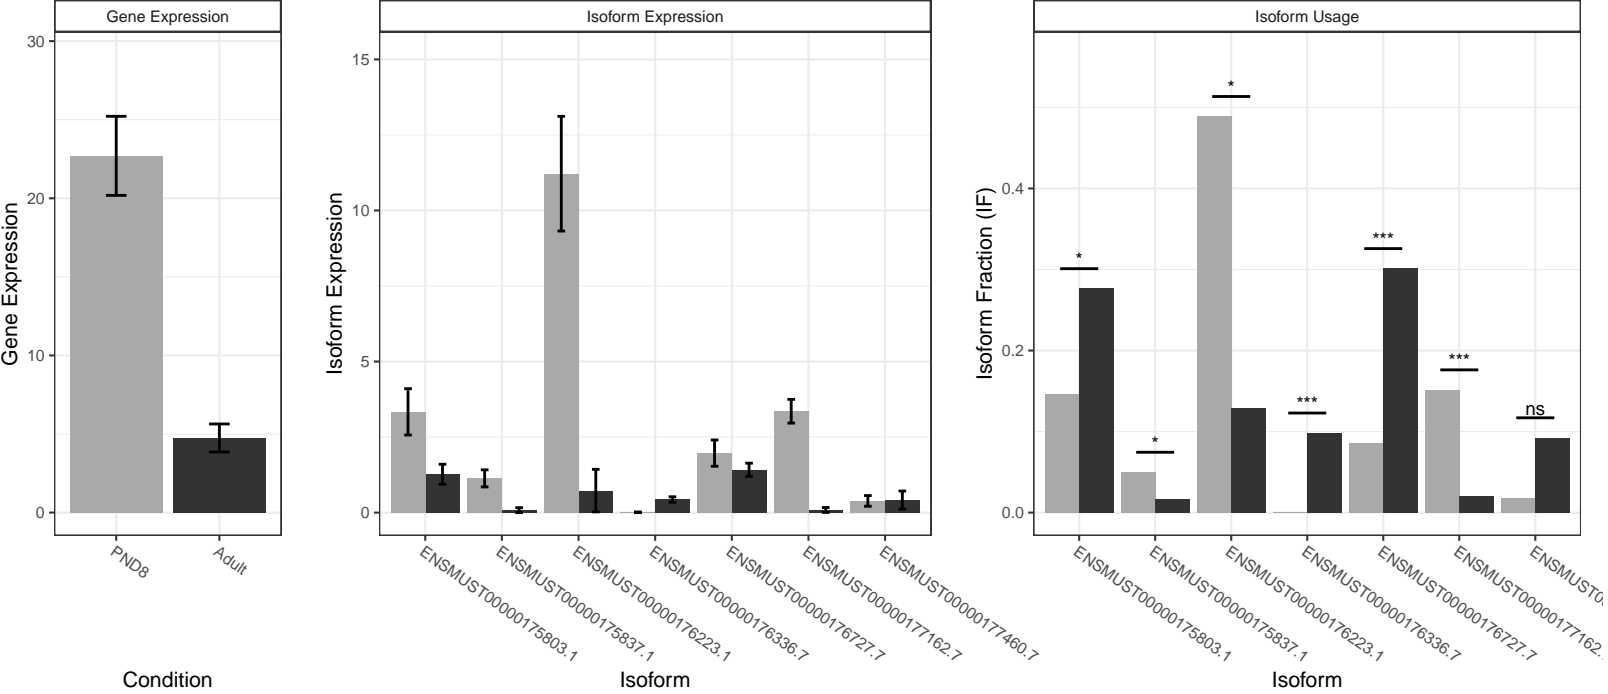 Gene Expression
Isoform Expression
Isoform Usage
Gene Expression
30
20
10
0
PND8
Adult
Condition
Isoform Expression
15
10
5
0
ENSMUST00000175803.1
ENSMUST00000175837.1
ENSMUST00000176223.1
ENSMUST00000176336.7
ENSMUST00000176727.7
ENSMUST00000177162.7
ENSMUST00000177460.7
Isoform
Isoform Fraction (IF)
0.4
0.2
0.0
*
*
*
***
***
***
ns
ENSMUST00000175803.1
ENSMUST00000175837.1
ENSMUST00000176223.1
ENSMUST00000176336.7
ENSMUST00000176727.7
ENSMUST00000177162.
Isoform